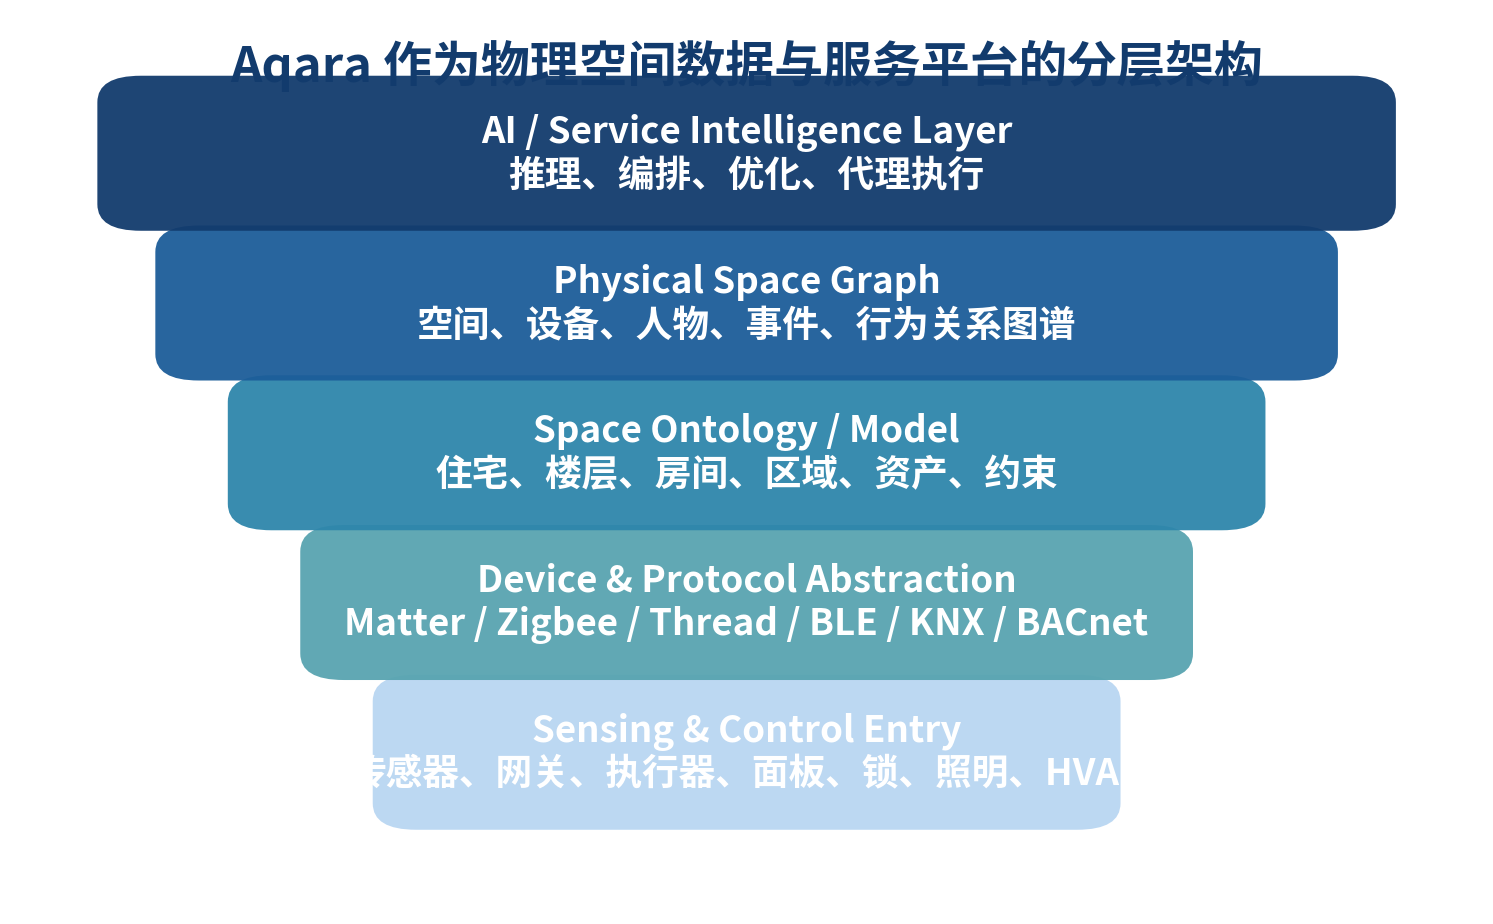 Aqara 作为物理空间数据与服务平台的分层架构
AI / Service Intelligence Layer
推理、编排、优化、代理执行
Physical Space Graph
空间、设备、人物、事件、行为关系图谱
Space Ontology / Model
住宅、楼层、房间、区域、资产、约束
Device & Protocol Abstraction
Matter / Zigbee / Thread / BLE / KNX / BACnet
Sensing & Control Entry
传感器、网关、执行器、面板、锁、照明、HVA